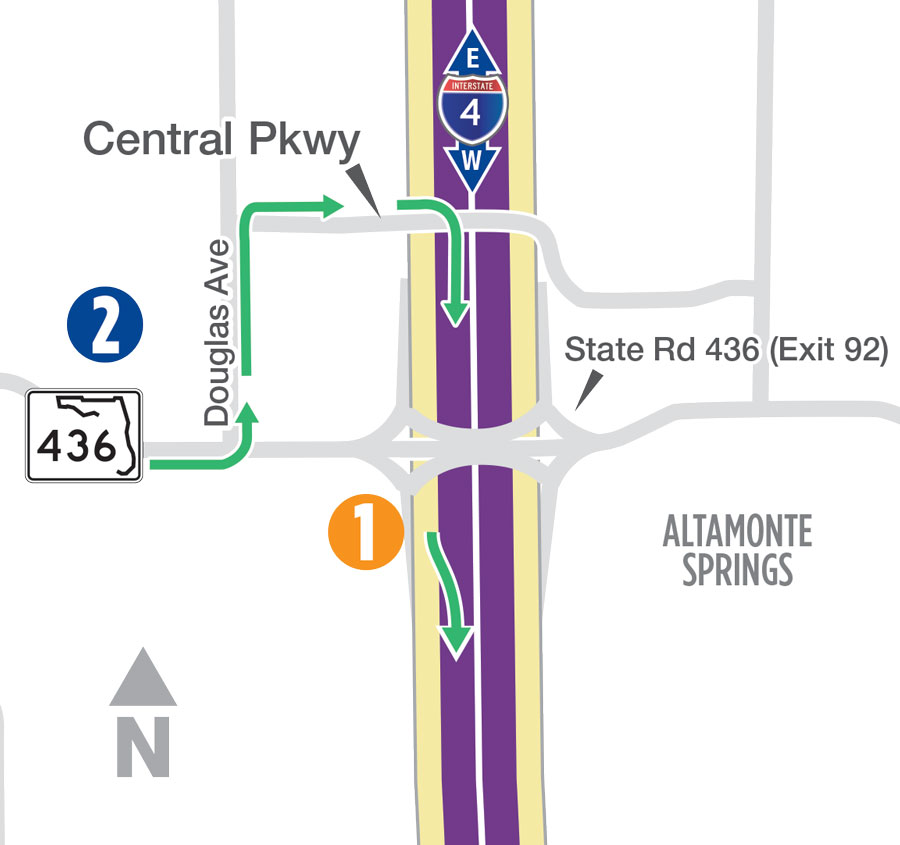 E
INTERSTATE
4
W
Central Pkwy
Douglas Ave
2
State Rd 436 (Exit 92)
436
1
ALTAMONTE
SPRINGS
N